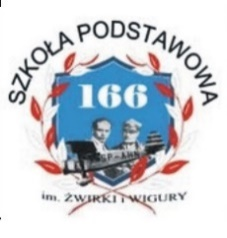 SZKOŁA PODSTAWOWA
166
im. ŻWIRKI i WIGURY